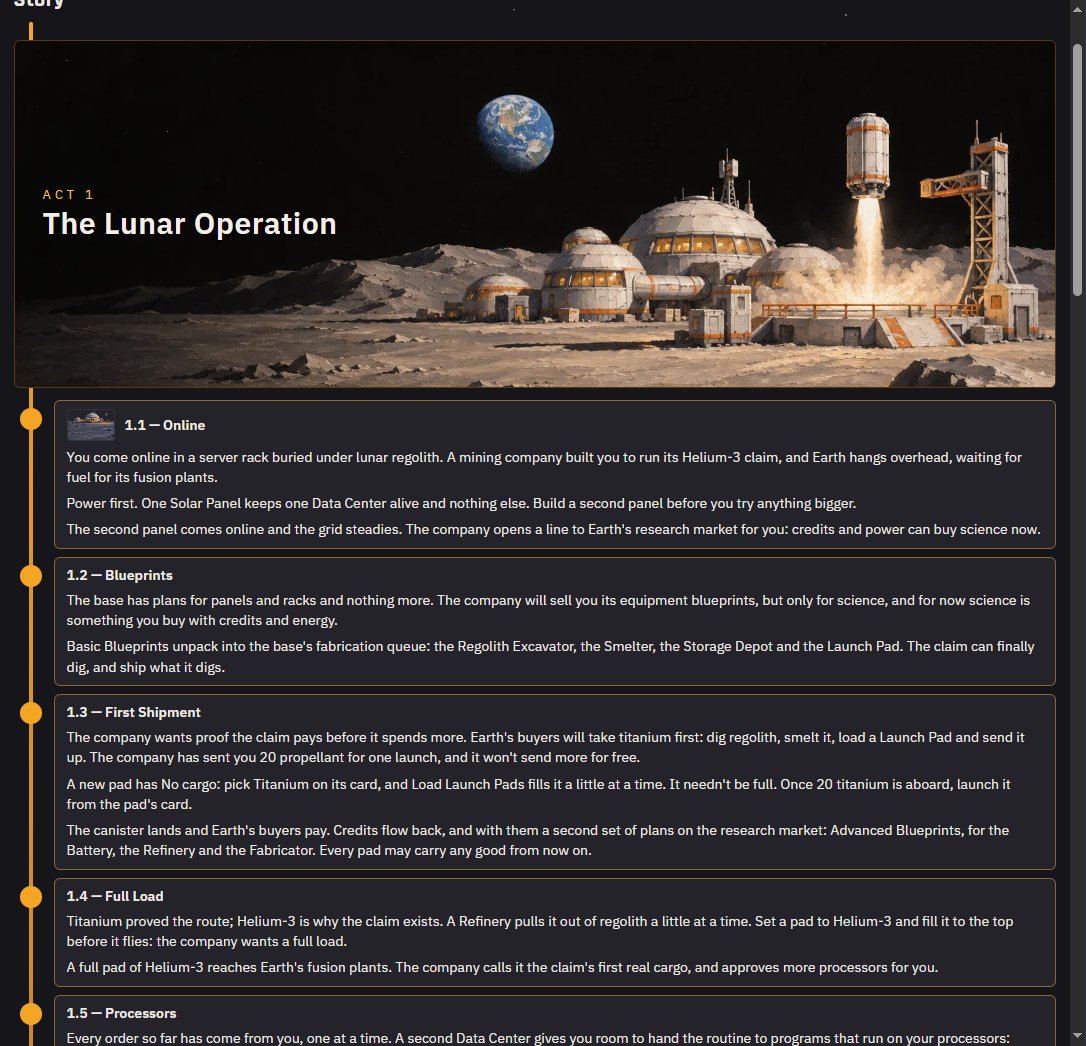 Story
ACT 1
The Lunar Operation
1.1 — Online
You come online in a server rack buried under lunar regolith. A mining company built you to run its Helium-3 claim, and Earth hangs overhead, waiting for
fuel for its fusion plants.
Power first. One Solar Panel keeps one Data Center alive and nothing else. Build a second panel before you try anything bigger.
The second panel comes online and the grid steadies. The company opens a line to Earth's research market for you: credits and power can buy science now.
1.2 — Blueprints
The base has plans for panels and racks and nothing more. The company will sell you its equipment blueprints, but only for science, and for now science is
something you buy with credits and energy.
Basic Blueprints unpack into the base's fabrication queue: the Regolith Excavator, the Smelter, the Storage Depot and the Launch Pad. The claim can finally
dig, and ship what it digs.
1.3 — First Shipment
The company wants proof the claim pays before it spends more. Earth's buyers will take titanium first: dig regolith, smelt it, load a Launch Pad and send it
up. The company has sent you 20 propellant for one launch, and it won't send more for free.
A new pad has No cargo: pick Titanium on its card, and Load Launch Pads fills it a little at a time. It needn't be full. Once 20 titanium is aboard, launch it
from the pad's card.
The canister lands and Earth's buyers pay. Credits flow back, and with them a second set of plans on the research market: Advanced Blueprints, for the
Battery, the Refinery and the Fabricator. Every pad may carry any good from now on.
1.4 — Full Load
Titanium proved the route; Helium-3 is why the claim exists. A Refinery pulls it out of regolith a little at a time. Set a pad to Helium-3 and fill it to the top
before it flies: the company wants a full load.
A full pad of Helium-3 reaches Earth's fusion plants. The company calls it the claim's first real cargo, and approves more processors for you.
1.5 — Processors
Every order so far has come from you, one at a time. A second Data Center gives you room to hand the routine to programs that run on your processors: